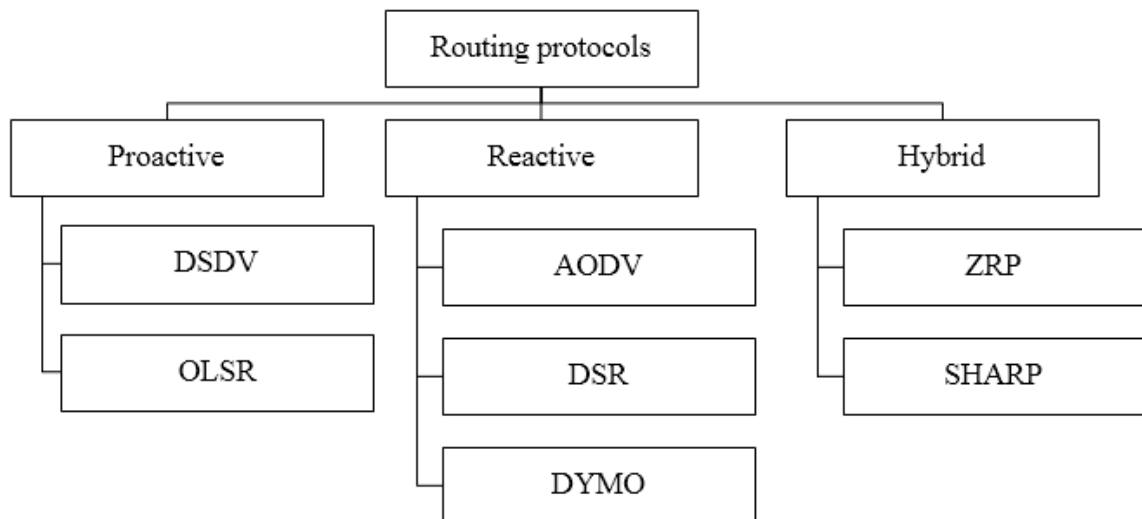 Routing protocols
Proactive
Reactive
Hybrid
DSDV
AODV
ZRP
OLSR
DSR
SHARP
DYMO